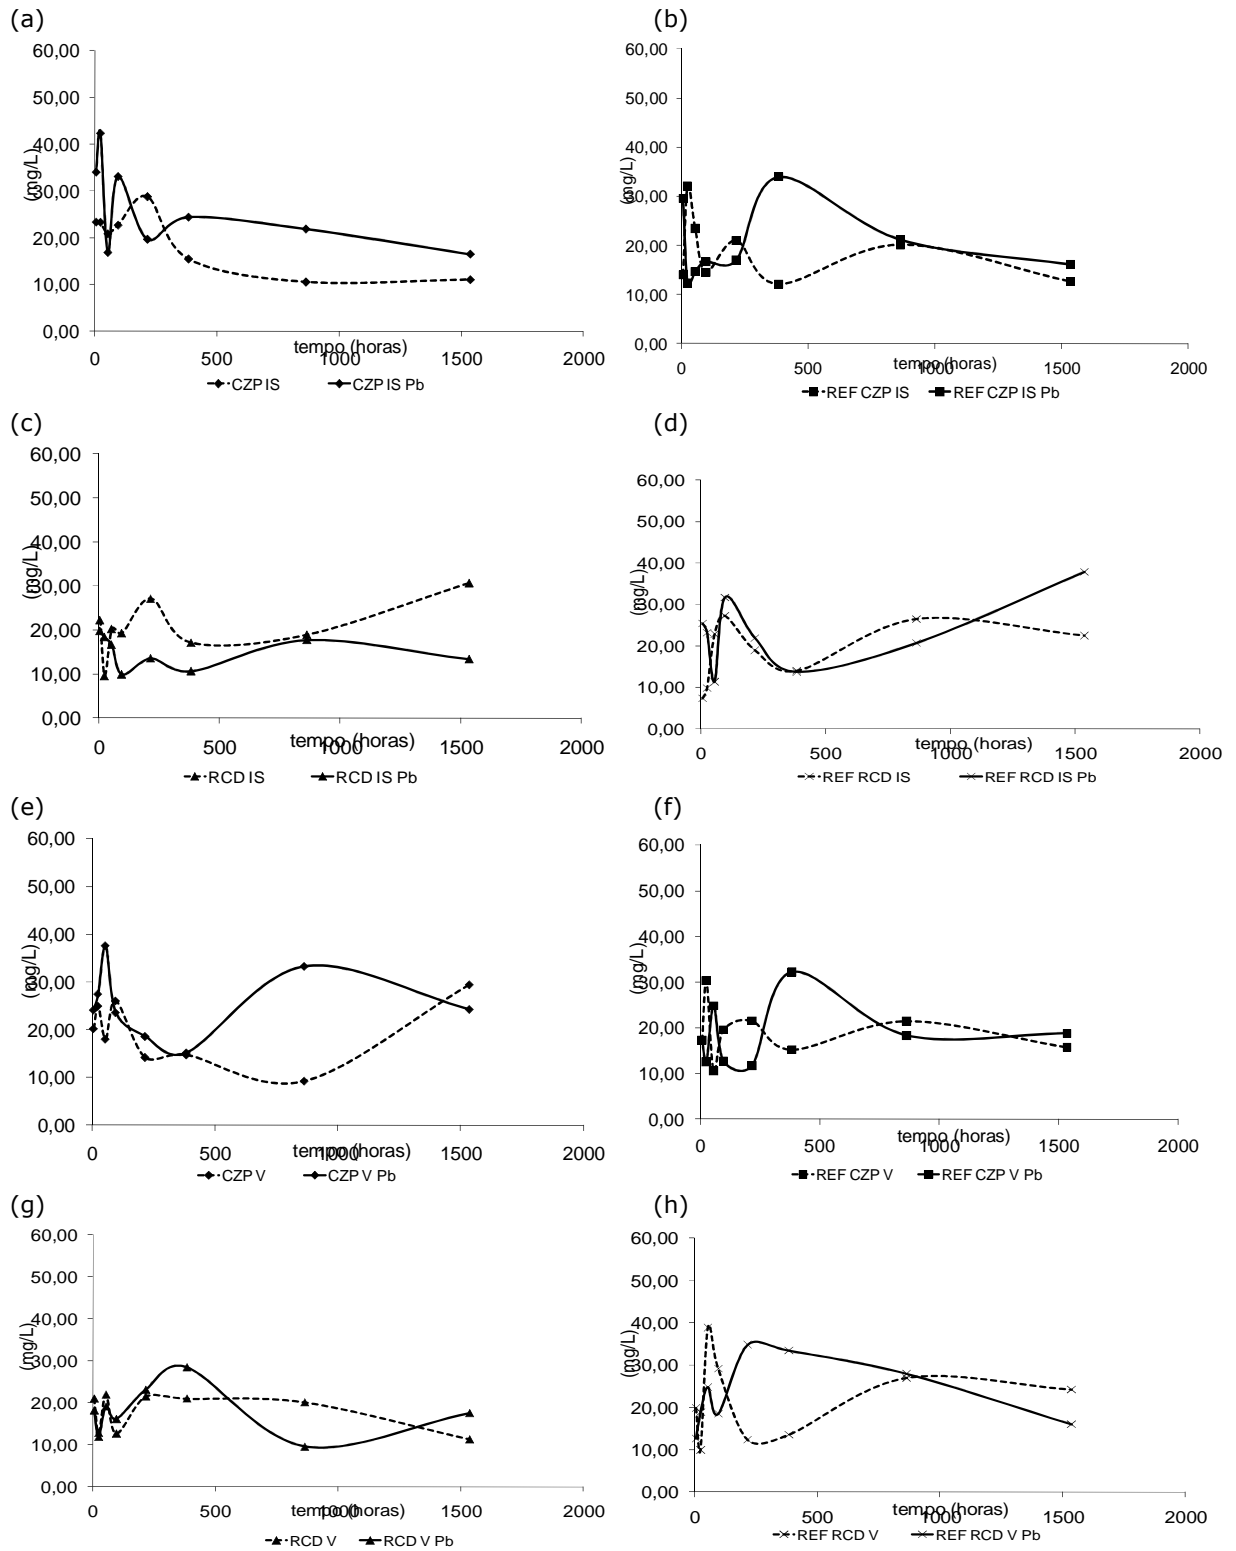 (a)
60,00
50,00
40,00
30,00
20,00
10,00
0,00
(mg/L)
0 500 1000 1500 2000
tempo (horas)
CZP IS CZP IS Pb
(b)
60,00
50,00
40,00
30,00
20,00
10,00
0,00
(mg/L)
0 500 1000 1500 2000
tempo (horas)
REF CZP IS REF CZP IS Pb
(c)
60,00
50,00
40,00
30,00
20,00
10,00
0,00
(mg/L)
0 500 1000 1500 2000
tempo (horas)
RCD IS RCD IS Pb
(d)
60,00
50,00
40,00
30,00
20,00
10,00
0,00
(mg/L)
0 500 1000 1500 2000
tempo (horas)
REF RCD IS REF RCD IS Pb
(e)
60,00
50,00
40,00
30,00
20,00
10,00
0,00
(mg/L)
0 500 1000 1500 2000
tempo (horas)
CZP V CZP V Pb
(f)
60,00
50,00
40,00
30,00
20,00
10,00
0,00
(mg/L)
0 500 1000 1500 2000
tempo (horas)
REF CZP V REF CZP V Pb
(g)
60,00
50,00
40,00
30,00
20,00
10,00
0,00
(mg/L)
0 500 1000 1500 2000
tempo (horas)
RCD V RCD V Pb
(h)
60,00
50,00
40,00
30,00
20,00
10,00
0,00
(mg/L)
0 500 1000 1500 2000
tempo (horas)
REF RCD V REF RCD V Pb